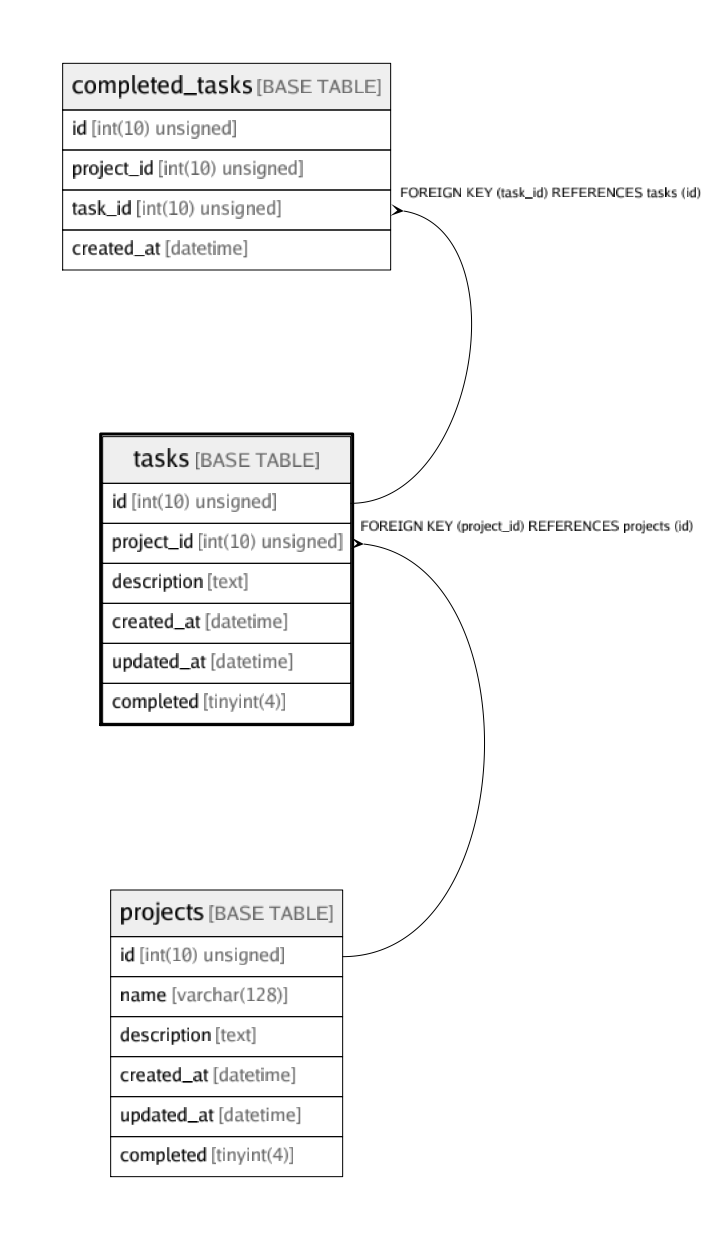 completed_tasks [BASE TABLE]
id [int(10) unsigned]
project_id [int(10) unsigned]
task_id [int(10) unsigned]
created_at [datetime]
FOREIGN KEY (task_id) REFERENCES tasks (id)
tasks [BASE TABLE]
id [int(10) unsigned]
project_id [int(10) unsigned]
description [text]
created_at [datetime]
updated_at [datetime]
completed [tinyint(4)]
FOREIGN KEY (project_id) REFERENCES projects (id)
projects [BASE TABLE]
id [int(10) unsigned]
name [varchar(128)]
description [text]
created_at [datetime]
updated_at [datetime]
completed [tinyint(4)]